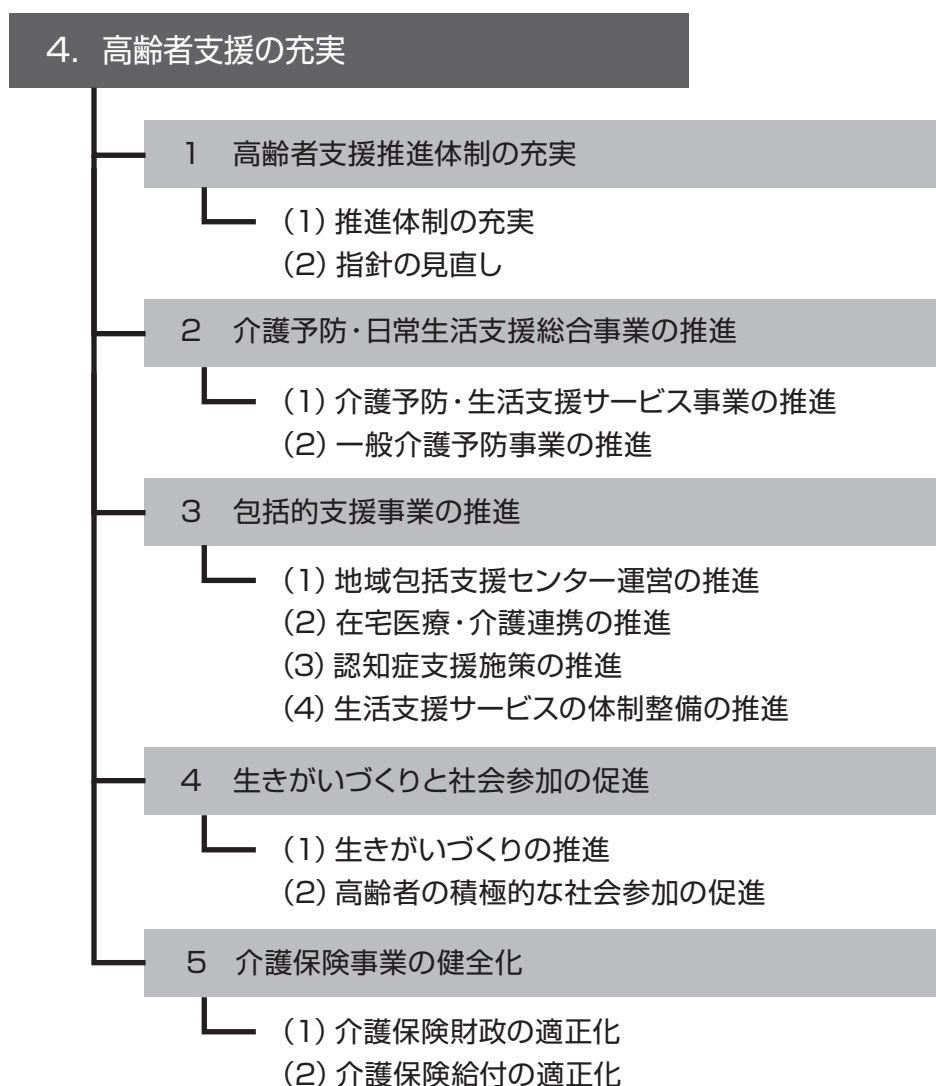 4. 高齢者支援の充実
1 高齢者支援推進体制の充実
(1) 推進体制の充実
(2) 指針の見直し
2 介護予防・日常生活支援総合事業の推進
(1) 介護予防・生活支援サービス事業の推進
(2) 一般介護予防事業の推進
3 包括的支援事業の推進
(1) 地域包括支援センター運営の推進
(2) 在宅医療・介護連携の推進
(3) 認知症支援施策の推進
(4) 生活支援サービスの体制整備の推進
4 生きがいづくりと社会参加の促進
(1) 生きがいづくりの推進
(2) 高齢者の積極的な社会参加の促進
5 介護保険事業の健全化
(1) 介護保険財政の適正化
(2) 介護保険給付の適正化